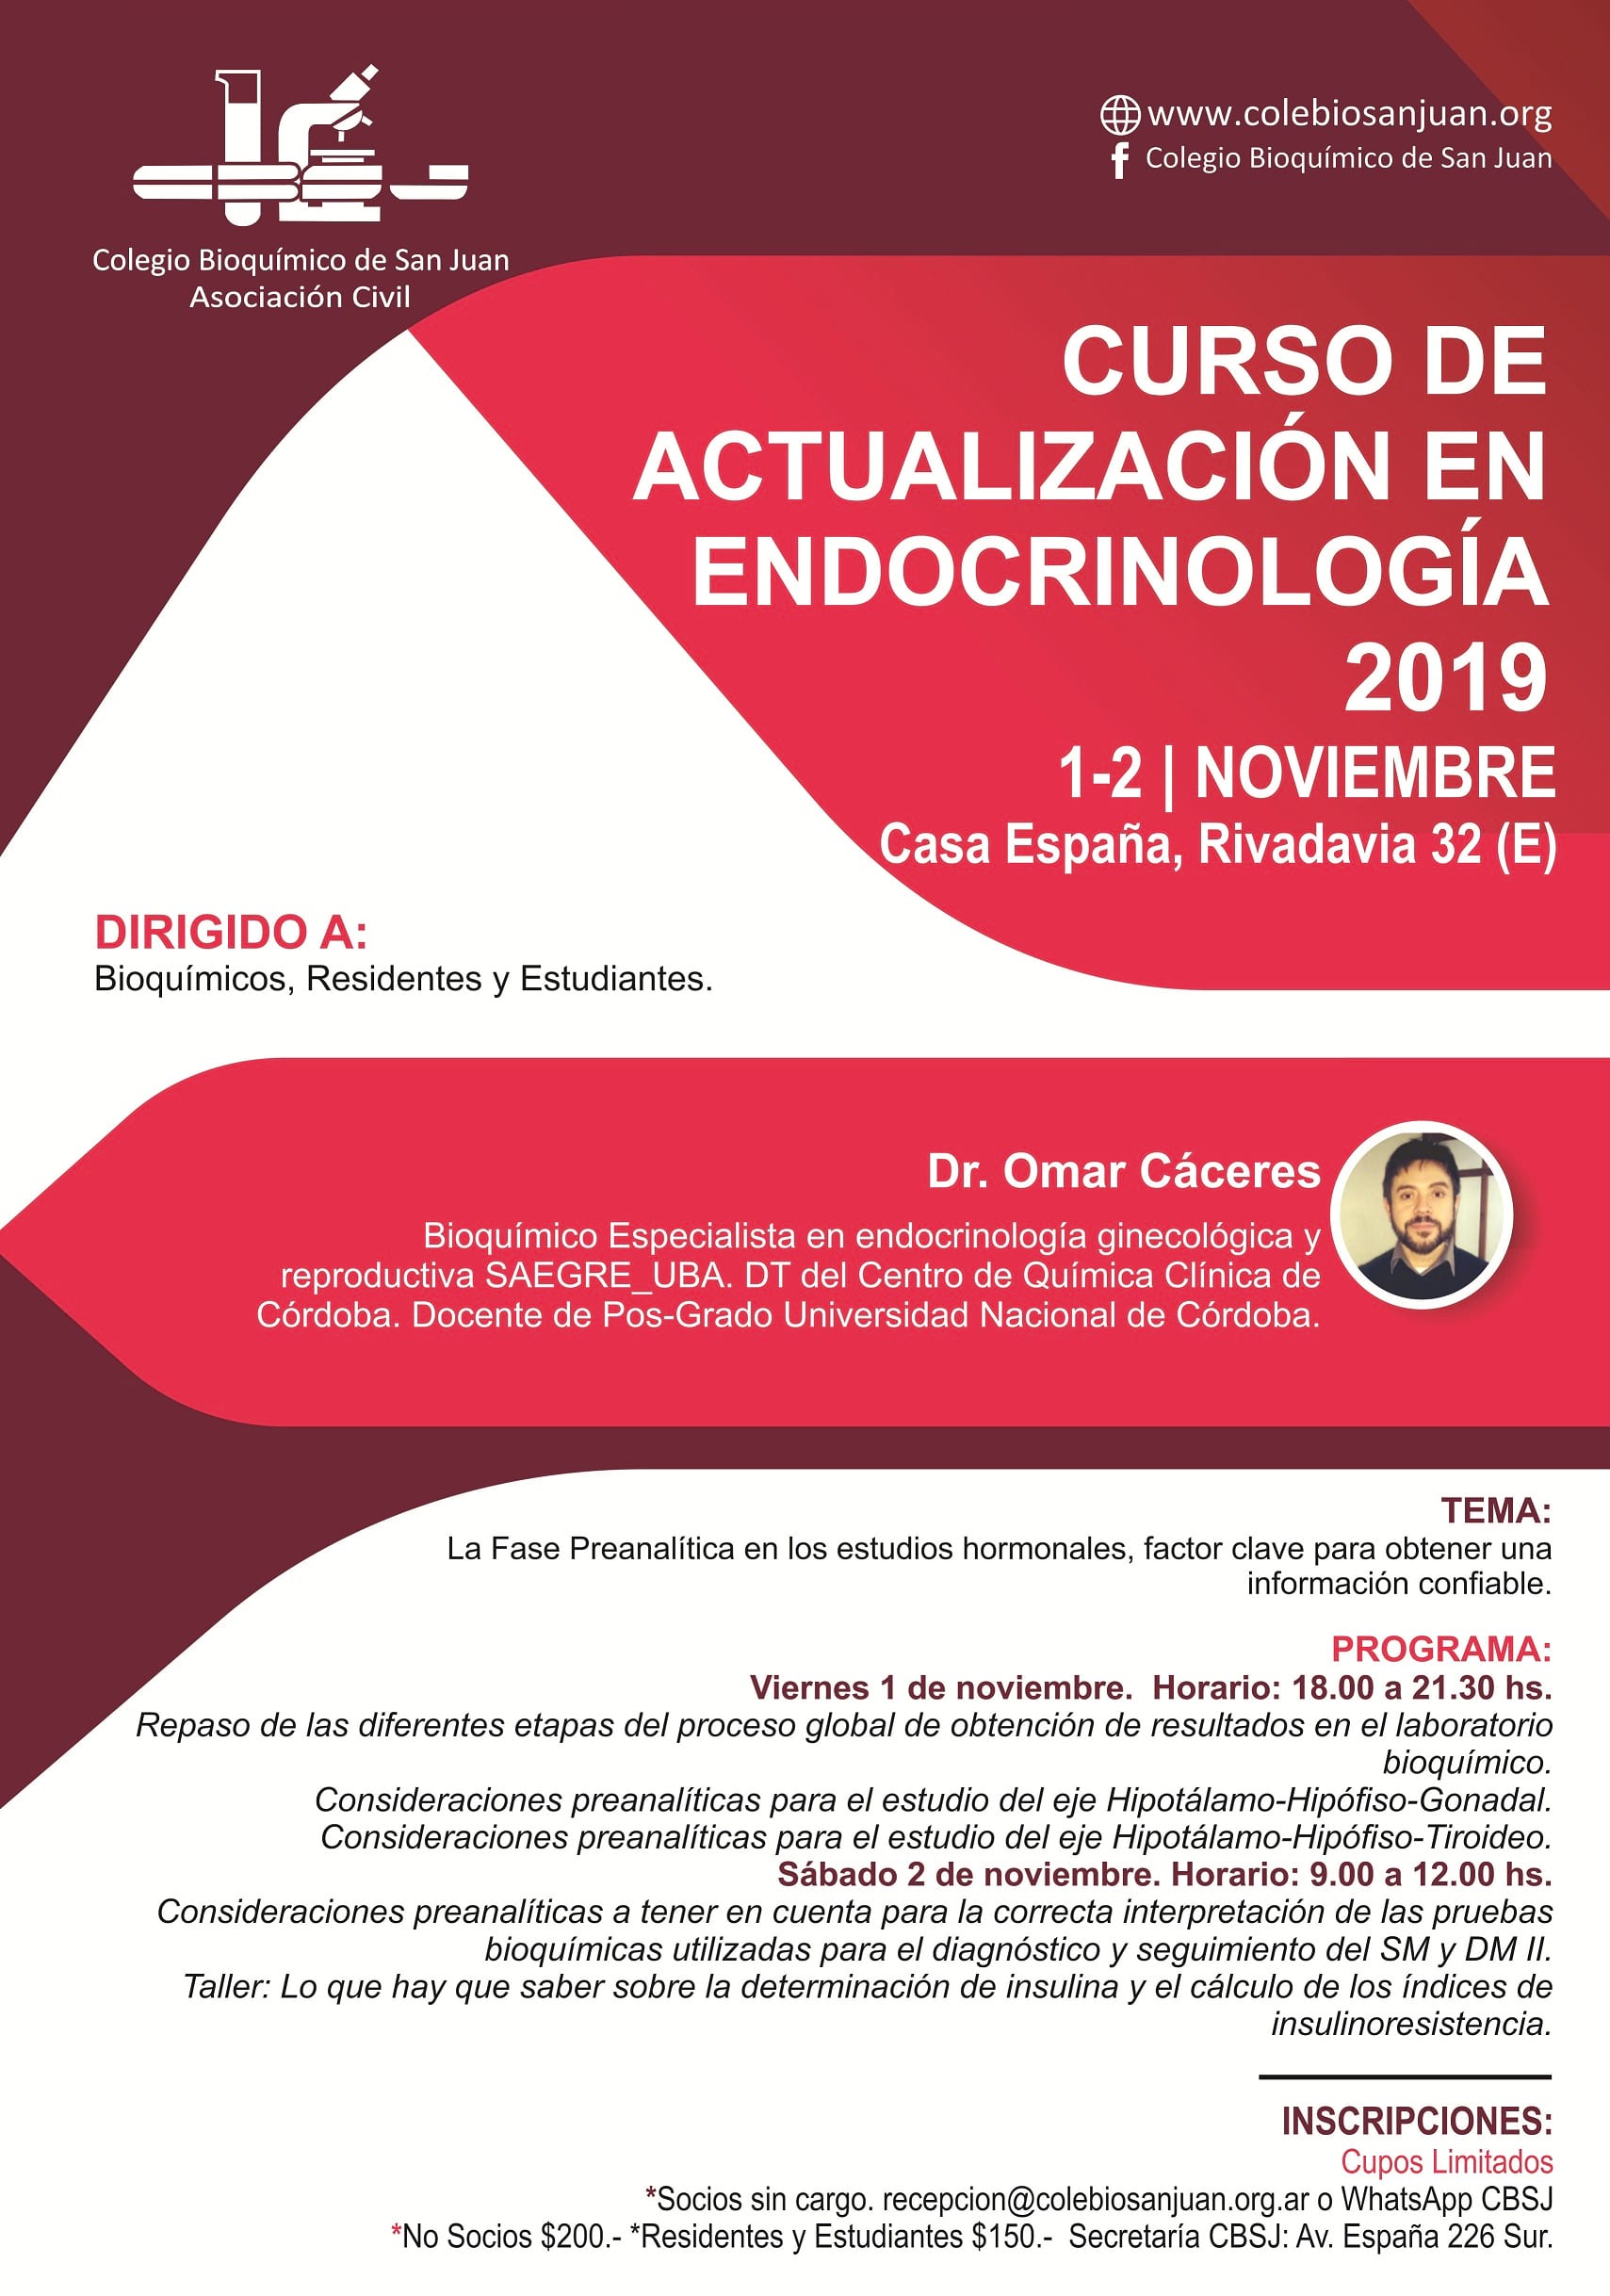 www.colebiosanjuan.org
Colegio Bioquímico de San Juan
Colegio Bioquímico de San Juan
Asociación Civil
CURSO DE
ACTUALIZACIÓN EN
ENDOCRINOLOGÍA
2019
1-2 | NOVIEMBRE
Casa España, Rivadavia 32 (E)
DIRIGIDO A:
Bioquímicos, Residentes y Estudiantes.
Dr. Omar Cáceres
Bioquímico Especialista en endocrinología ginecológica y
reproductiva SAEGRE_UBA. DT del Centro de Química Clínica de
Córdoba. Docente de Pos-Grado Universidad Nacional de Córdoba.
TEMA:
La Fase Preanalítica en los estudios hormonales, factor clave para obtener una
información confiable.
PROGRAMA:
Viernes 1 de noviembre. Horario: 18.00 a 21.30 hs.
Repaso de las diferentes etapas del proceso global de obtención de resultados en el laboratorio
bioquímico.
Consideraciones preanalíticas para el estudio del eje Hipotálamo-Hipófiso-Gonadal.
Consideraciones preanalíticas para el estudio del eje Hipotálamo-Hipófiso-Tiroideo.
Sábado 2 de noviembre. Horario: 9.00 a 12.00 hs.
Consideraciones preanalíticas a tener en cuenta para la correcta interpretación de las pruebas
bioquímicas utilizadas para el diagnóstico y seguimiento del SM y DM II.
Taller: Lo que hay que saber sobre la determinación de insulina y el cálculo de los índices de
insulinoresistencia.
INSCRIPCIONES:
Cupos Limitados
*Socios sin cargo. recepcion@colebiosanjuan.org.ar o WhatsApp CBSJ
*No Socios $200.- *Residentes y Estudiantes $150.- Secretaría CBSJ: Av. España 226 Sur.